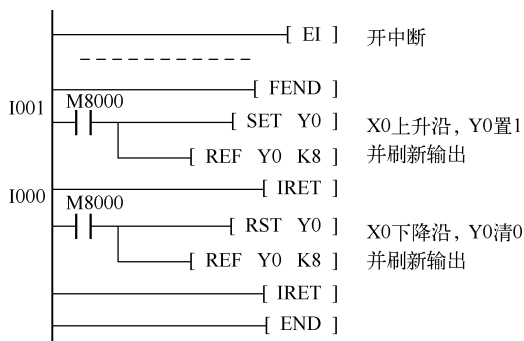 [ EI ] 开中断
[ FEND ]
I001
M8000
[ SET Y0 ] X0上升沿，Y0置1
[ REF Y0 K8 ] 并刷新输出
[ IRET ]
I000
M8000
[ RST Y0 ] X0下降沿，Y0清0
[ REF Y0 K8 ] 并刷新输出
[ IRET ]
[ END ]